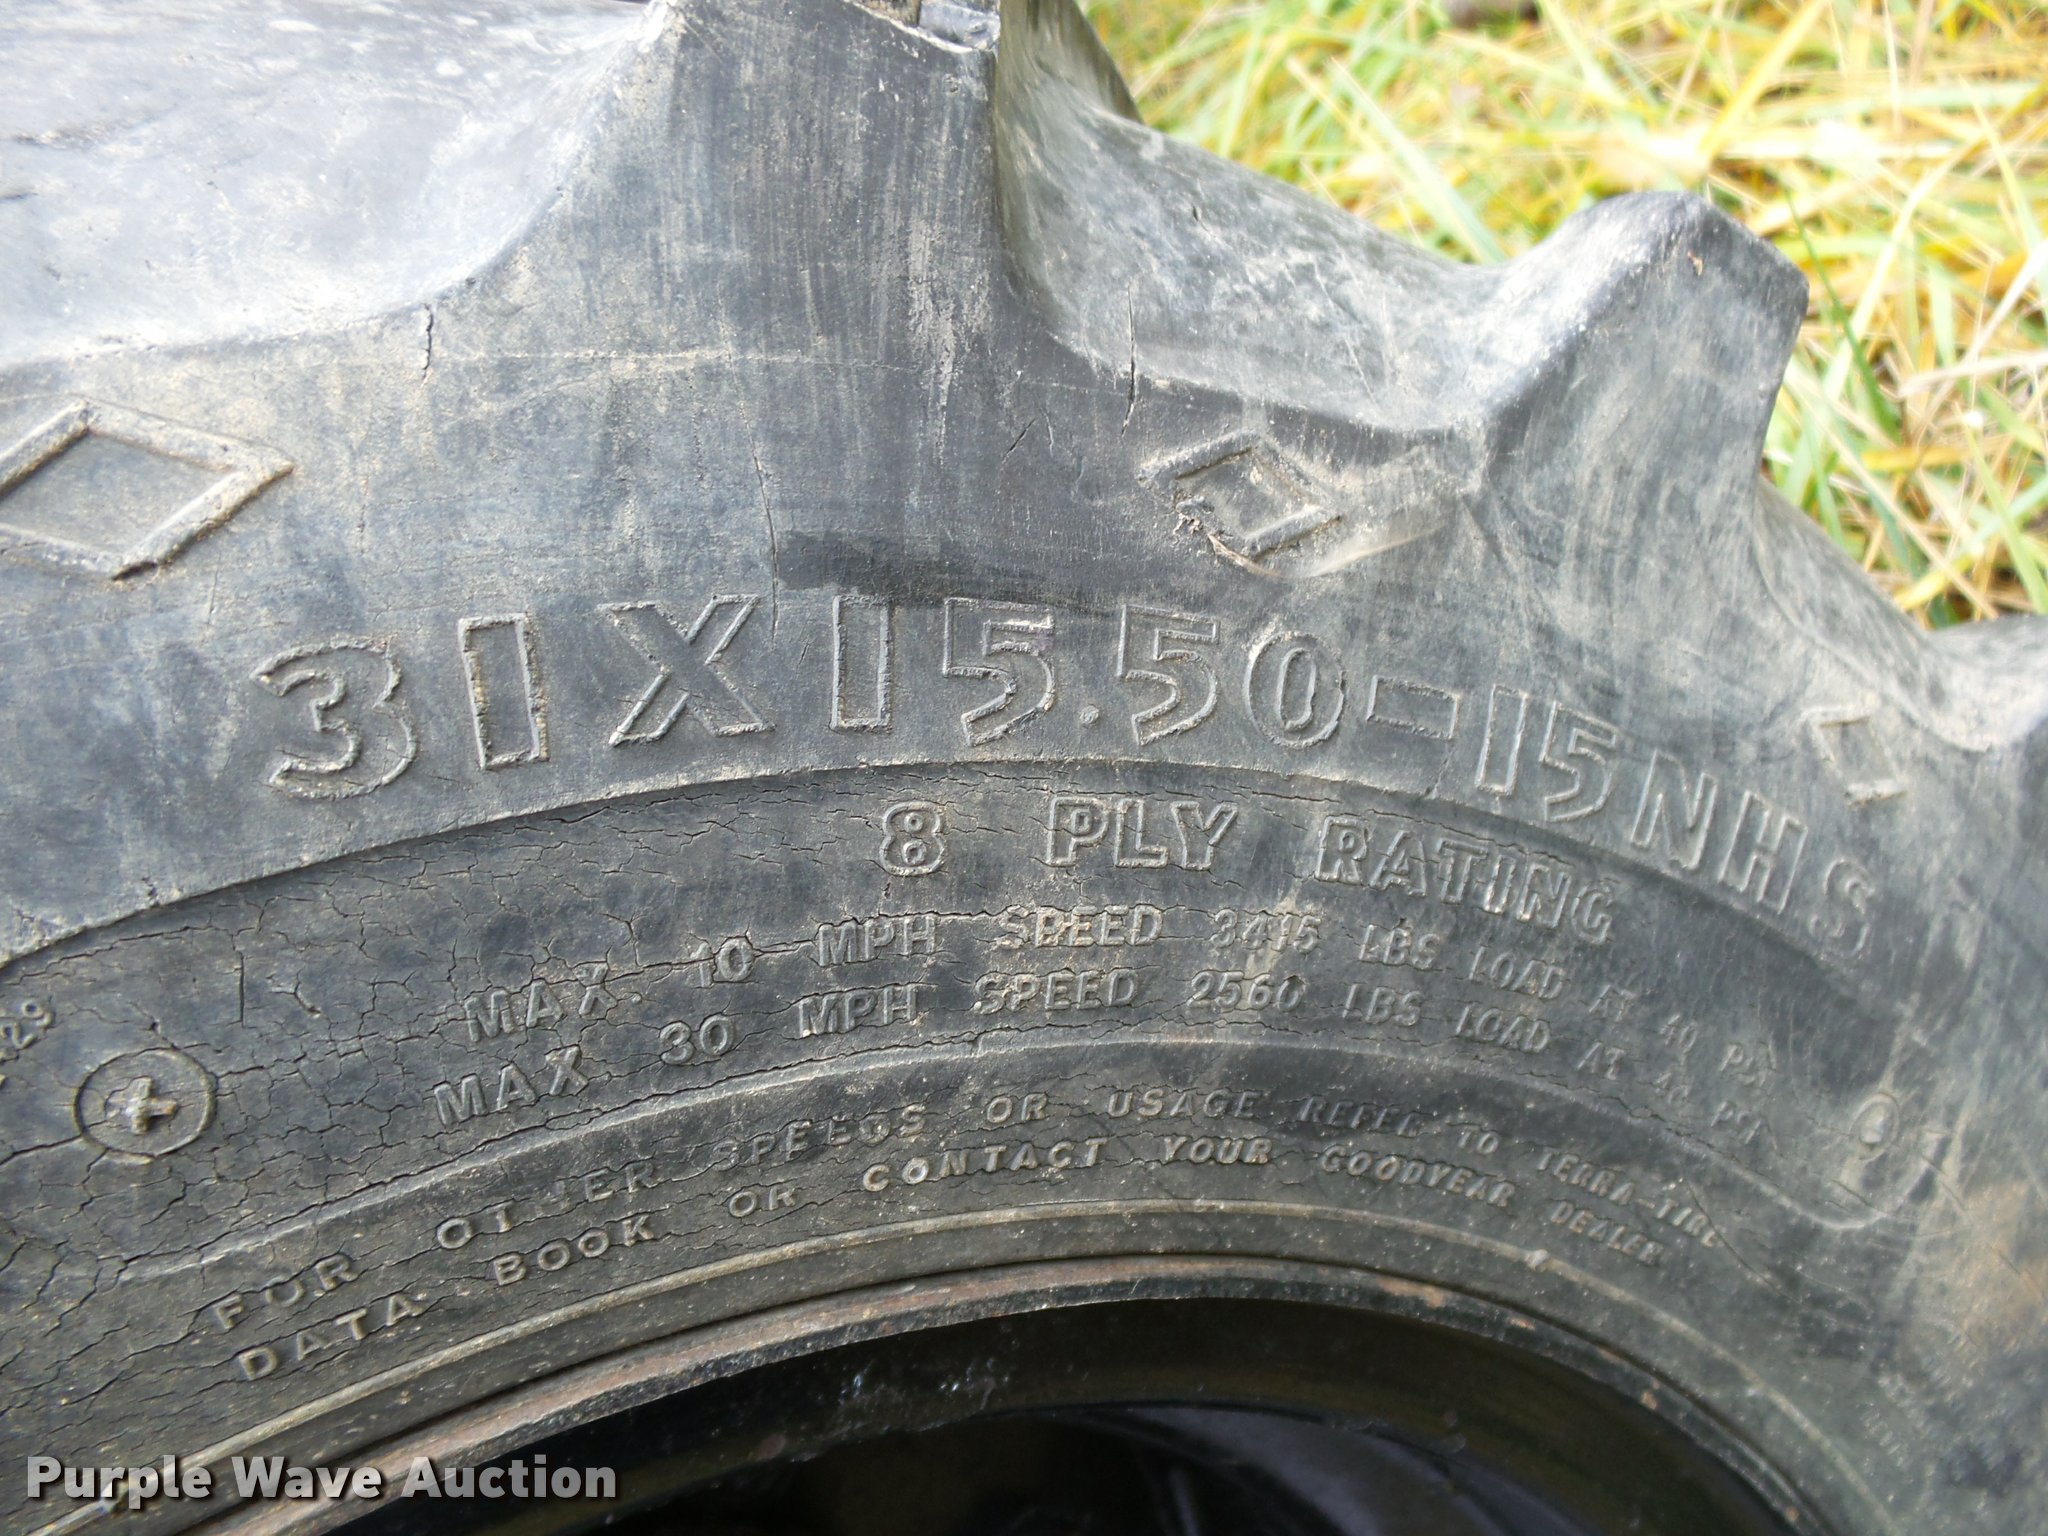 31X15.50-15NHS
8 PLY RATING
MAX. 10 MPH SPEED 3415 LBS LOAD AT 40 PSI
MAX 30 MPH SPEED 2560 LBS LOAD AT 40 PSI
FOR OTHER SPEEDS OR USAGE REFER TO TERRA-TIRE
DATA BOOK OR CONTACT YOUR GOODYEAR DEALER
Purple Wave Auction